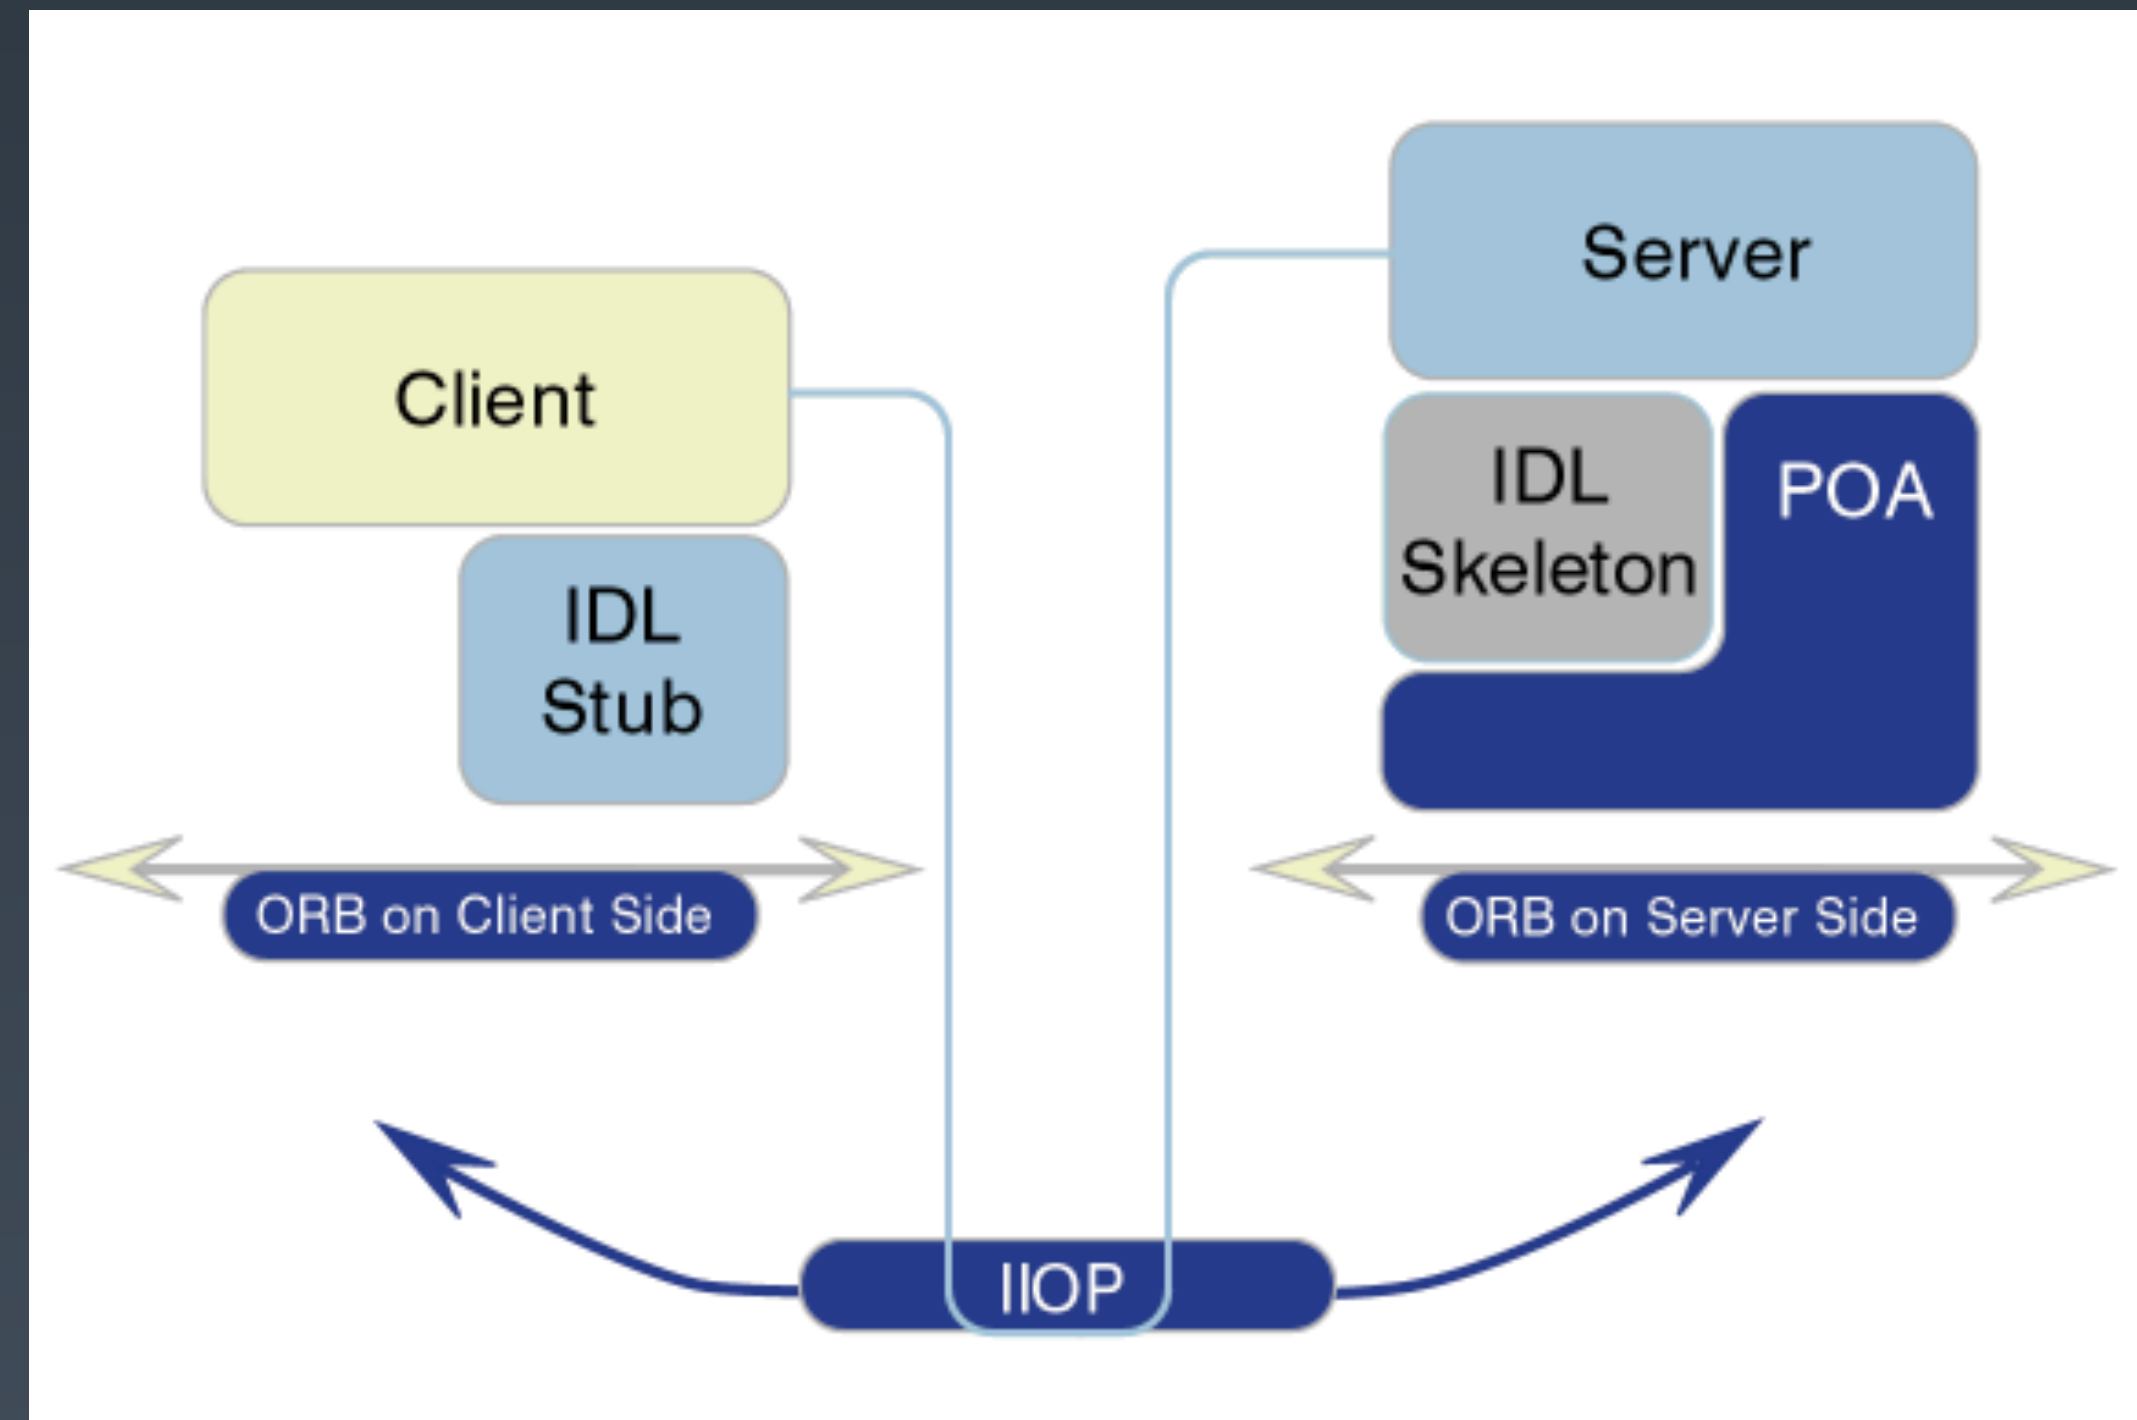 Server
Client
IDL
Skeleton
POA
IDL
Stub
ORB on Client Side
ORB on Server Side
IIOP